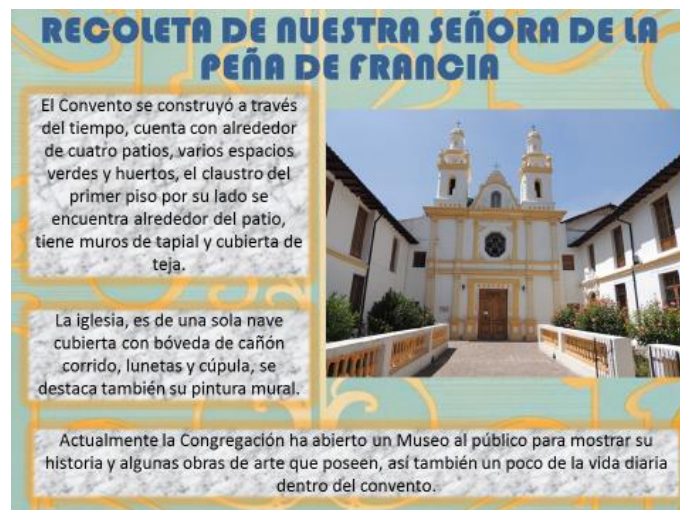 RECOLETA DE NUESTRA SEÑORA DE LA
PEÑA DE FRANCIA
El Convento se construyó a través
del tiempo, cuenta con alrededor
de cuatro patios, varios espacios
verdes y huertos, el claustro del
primer piso por su lado se
encuentra alrededor del patio,
tiene muros de tapial y cubierta de
teja.
La iglesia, es de una sola nave
cubierta con bóveda de cañón
corrido, lunetas y cúpula, se
destaca también su pintura mural.
Actualmente la Congregación ha abierto un Museo al público para mostrar su
historia y algunas obras de arte que poseen, así también un poco de la vida diaria
dentro del convento.